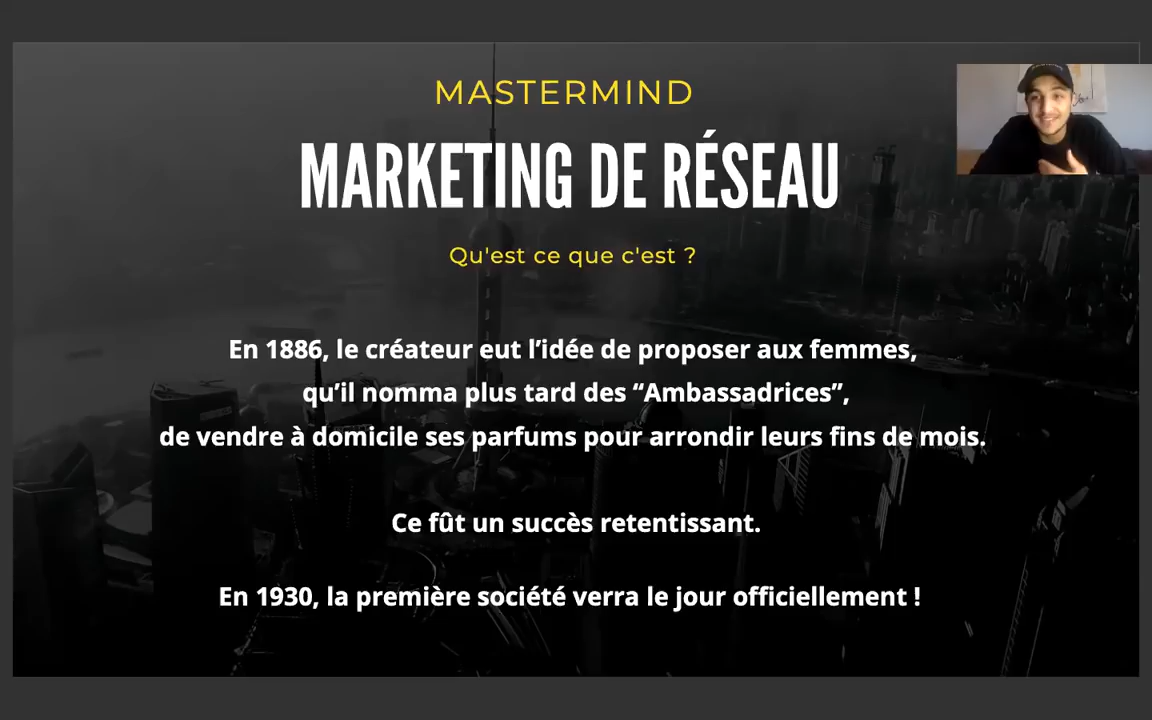 MASTERMIND
MARKETING DE RÉSEAU
Qu'est ce que c'est ?
En 1886, le créateur eut l’idée de proposer aux femmes,
qu’il nomma plus tard des “Ambassadrices”,
de vendre à domicile ses parfums pour arrondir leurs fins de mois.
Ce fût un succès retentissant.
En 1930, la première société verra le jour officiellement !